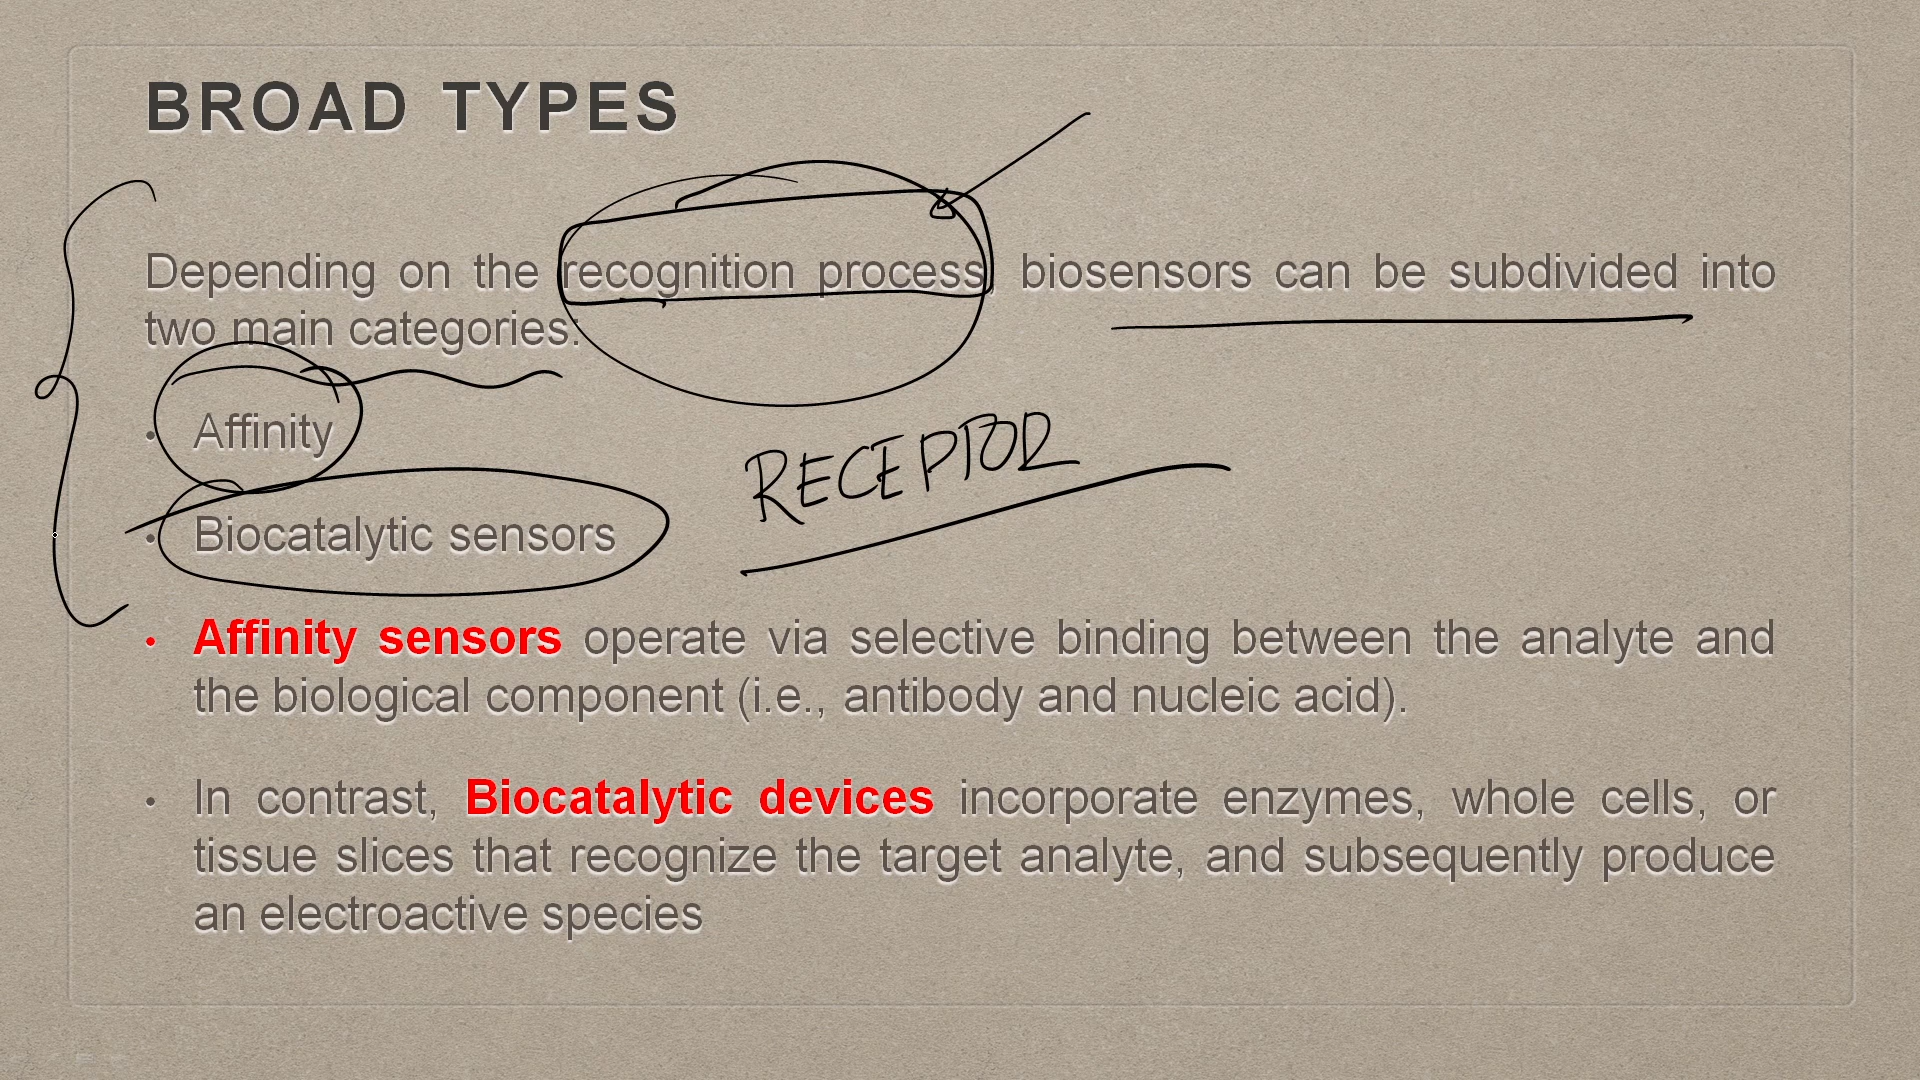 BROAD TYPES
Depending on the recognition process, biosensors can be subdivided into
two main categories:
• Affinity
RECEPTOR
• Biocatalytic sensors
• Affinity sensors operate via selective binding between the analyte and
the biological component (i.e., antibody and nucleic acid).
• In contrast, Biocatalytic devices incorporate enzymes, whole cells, or
tissue slices that recognize the target analyte, and subsequently produce
an electroactive species